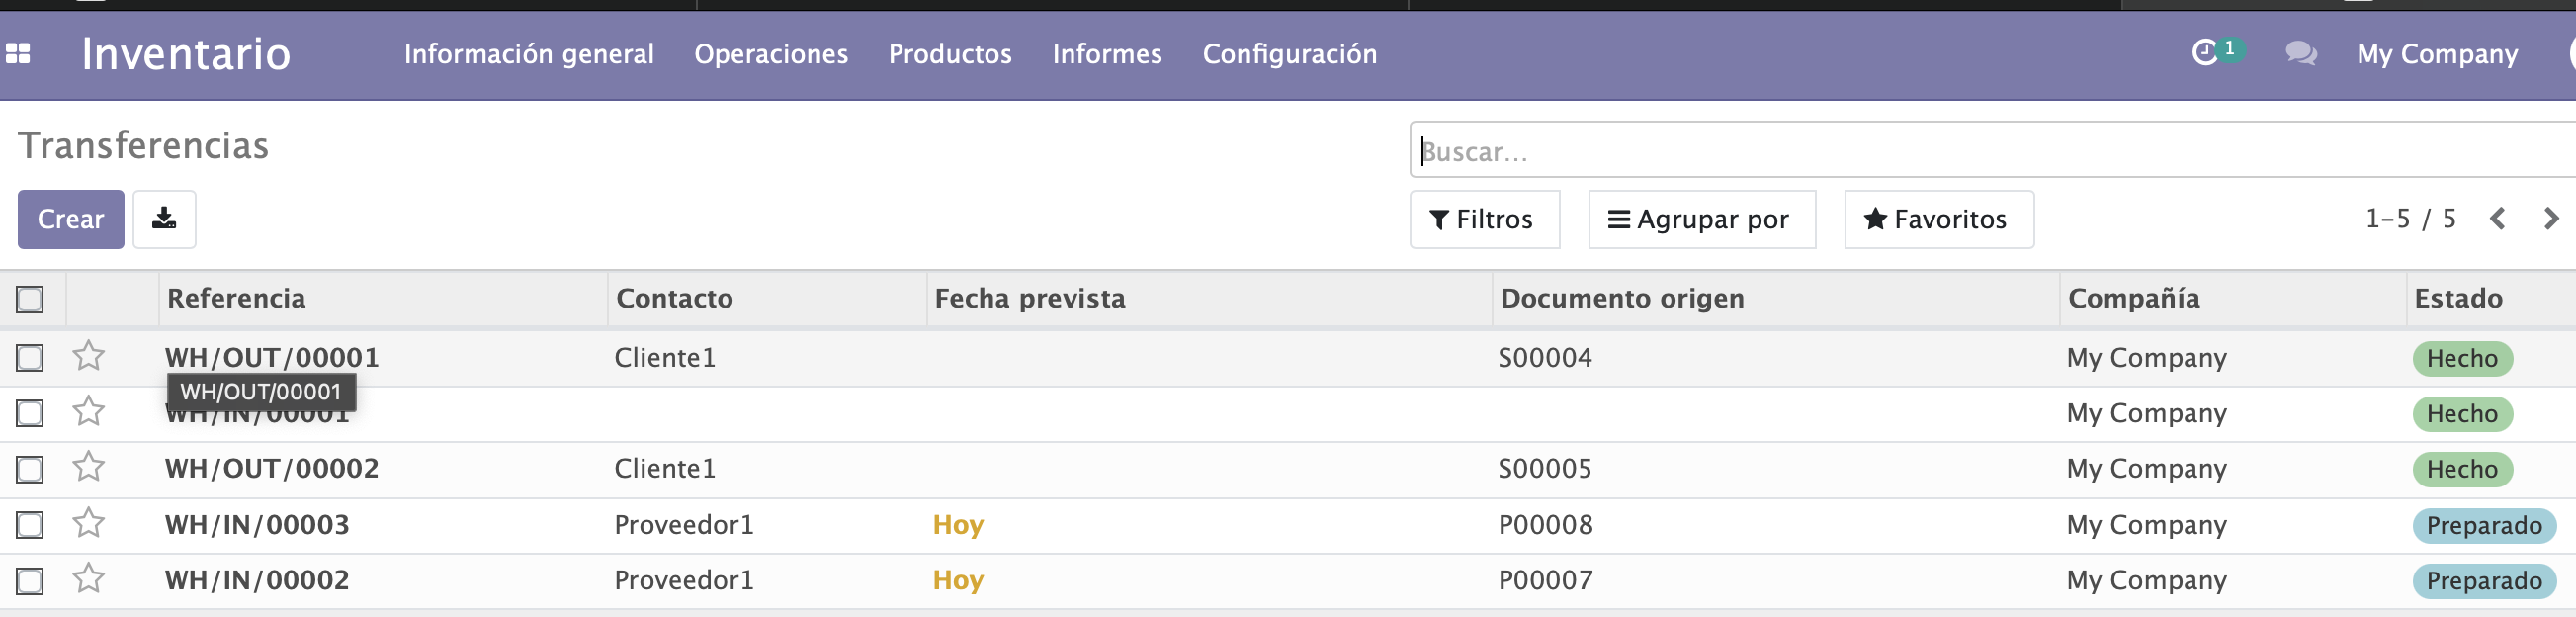 Inventario Información general Operaciones Productos Informes Configuración 1 My Company
Transferencias
Buscar...
Crear Filtros Agrupar por Favoritos 1-5 / 5
Referencia Contacto Fecha prevista Documento origen Compañía Estado
WH/OUT/00001 Cliente1 S00004 My Company Hecho
WH/OUT/00001
WH/IN/00001 My Company Hecho
WH/OUT/00002 Cliente1 S00005 My Company Hecho
WH/IN/00003 Proveedor1 Hoy P00008 My Company Preparado
WH/IN/00002 Proveedor1 Hoy P00007 My Company Preparado